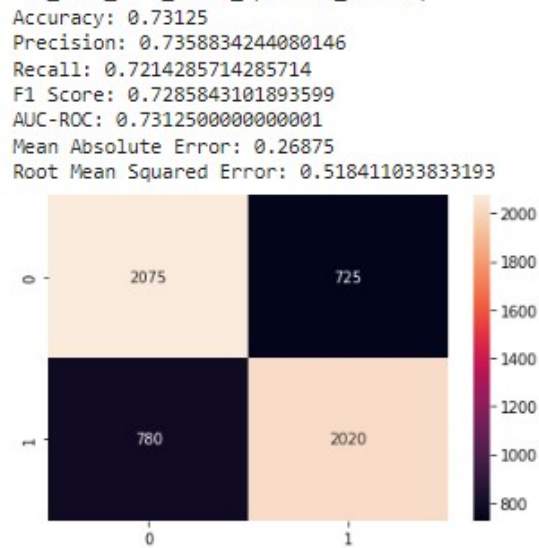 Accuracy: 0.73125
Precision: 0.7358834244080146
Recall: 0.7214285714285714
F1 Score: 0.7285843101893599
AUC-ROC: 0.7312500000000001
Mean Absolute Error: 0.26875
Root Mean Squared Error: 0.518411033833193
2000
2075 725
0
1800
1600
1400
1200
780 2020
1
1000
800
0 1